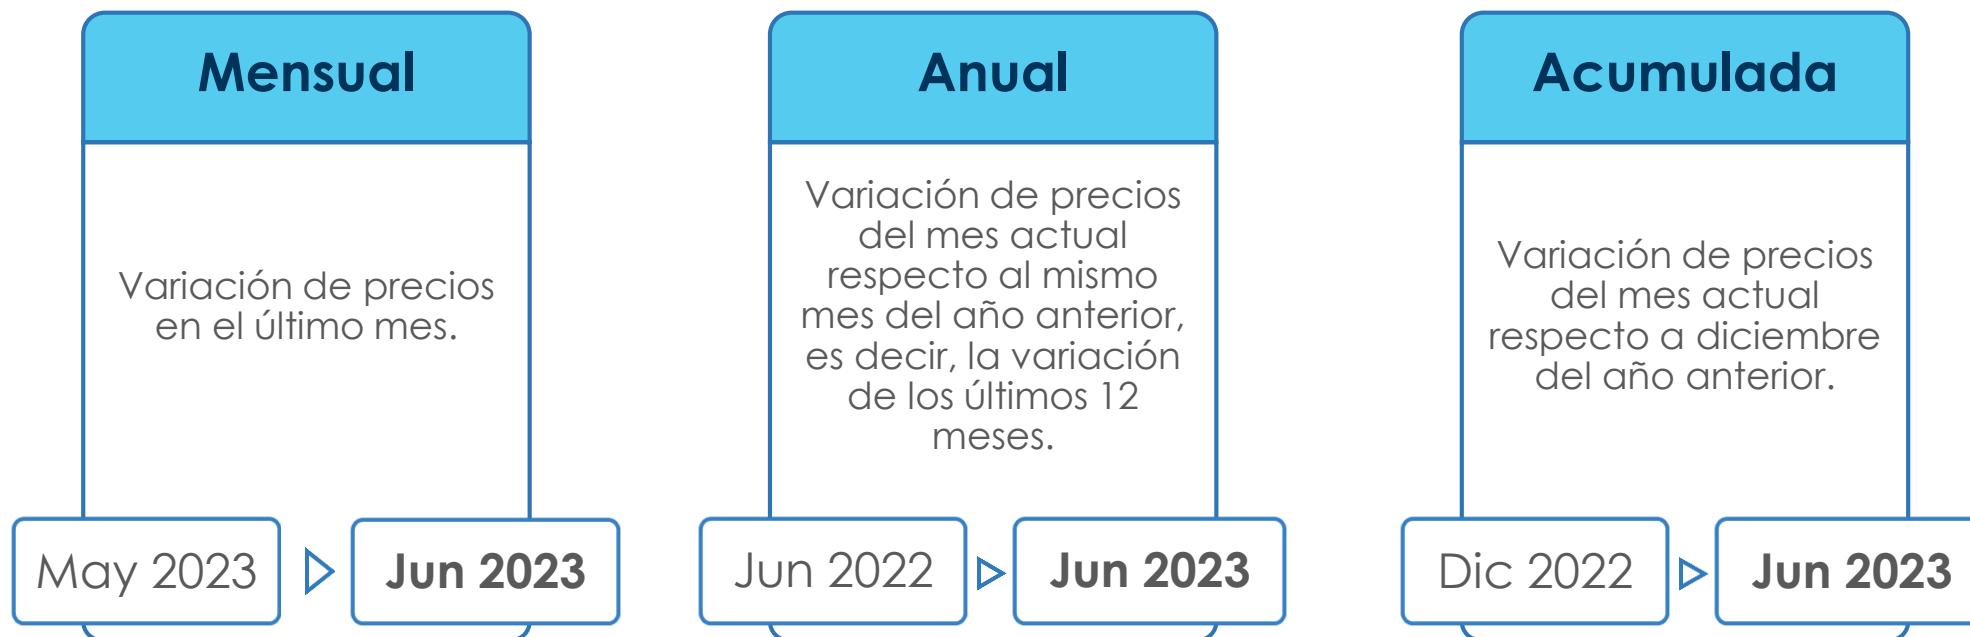 Mensual
Variación de precios
en el último mes.
May 2023
Jun 2023
Anual
Variación de precios
del mes actual
respecto al mismo
mes del año anterior,
es decir, la variación
de los últimos 12
meses.
Jun 2022
Jun 2023
Acumulada
Variación de precios
del mes actual
respecto a diciembre
del año anterior.
Dic 2022
Jun 2023